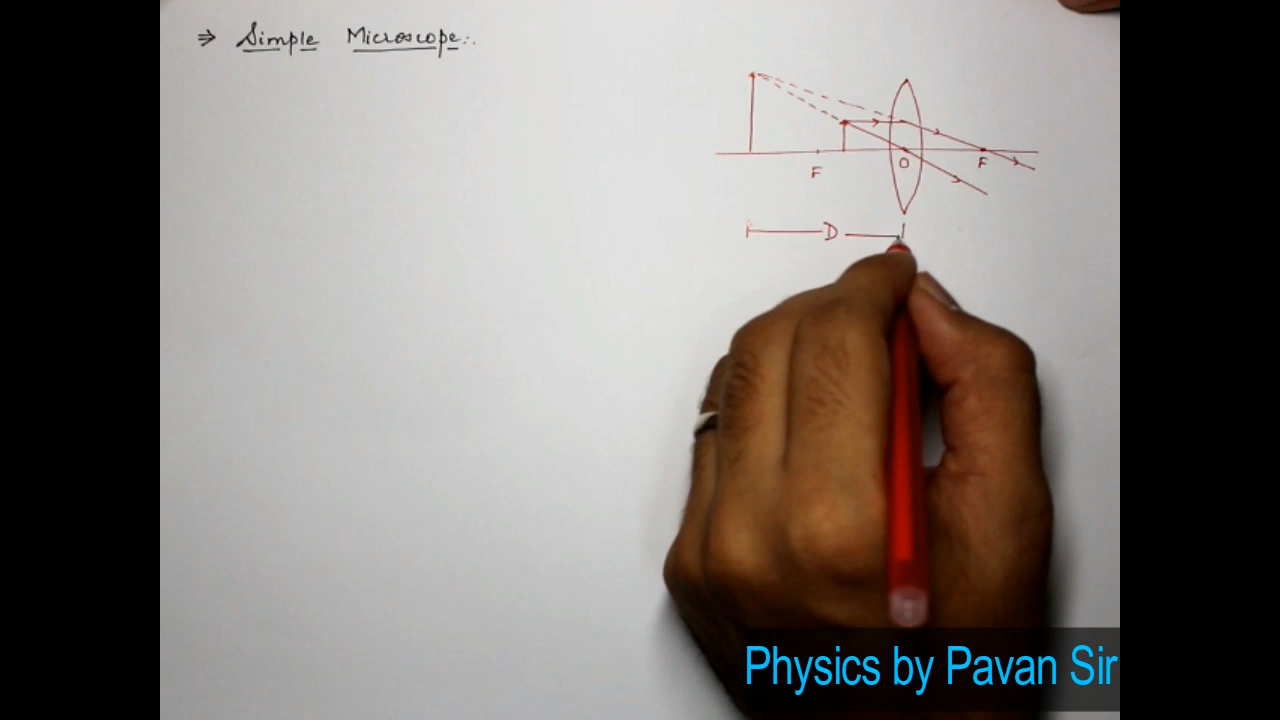 ⇒ Simple Microscope:.
F
O
F
D
Physics by Pavan Sir